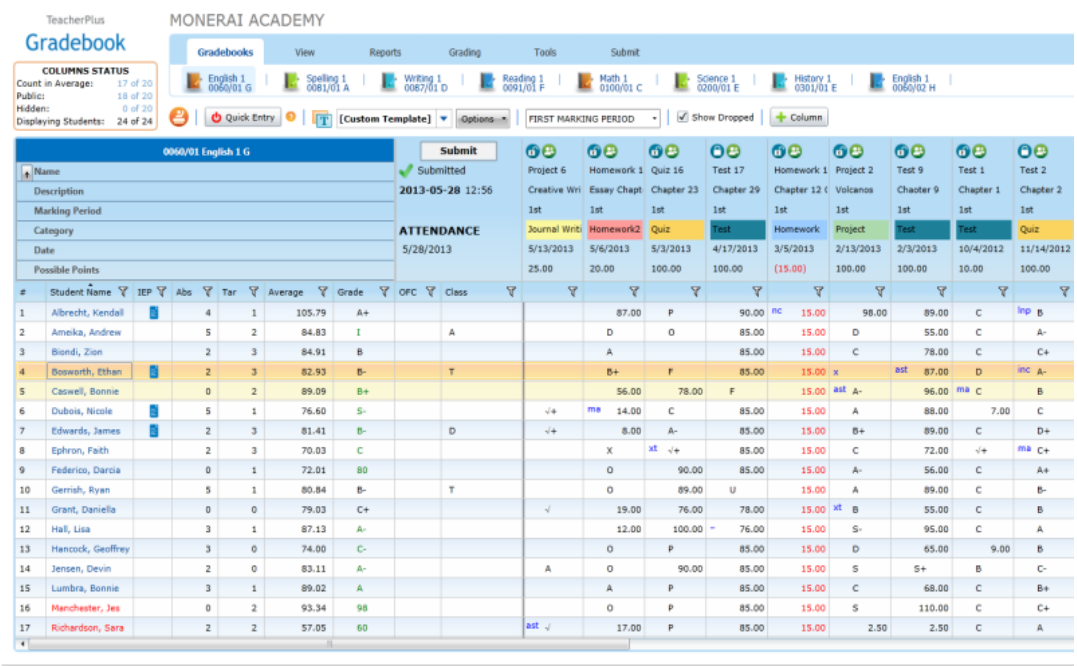 TeacherPlus
Gradebook
MONERAI ACADEMY
Gradebooks View Reports Grading Tools Submit
COLUMNS STATUS
Count in Average: 17 of 20
Public: 18 of 20
Hidden: 0 of 20
Displaying Students: 24 of 24
English 1 Spelling 1 Writing 1 Reading 1 Math 1 Science 1 History 1 English 1
0060/01 G 0081/01 A 0087/01 D 0091/01 F 0100/01 C 0200/01 E 0301/01 E 0060/02 H
Quick Entry [Custom Template] Options FIRST MARKING PERIOD Show Dropped + Column
0060/01 English 1 G Submit
Name Submitted Project 6 Homework 1 Quiz 16 Test 17 Homework 1 Project 2 Test 9 Test 1 Test 2
Description 2013-05-28 12:56 Creative Wri Essay Chapt Chapter 23 Chapter 29 Chapter 12 ( Volcanos Chapter 9 Chapter 1 Chapter 2
Marking Period 1st 1st 1st 1st 1st 1st 1st 1st 1st
Category ATTENDANCE Journal Writi Homework2 Quiz Test Homework Project Test Test Quiz
Date 5/28/2013 5/13/2013 5/6/2013 5/3/2013 4/17/2013 3/5/2013 2/13/2013 2/3/2013 10/4/2012 11/14/2012
Possible Points 25.00 20.00 100.00 100.00 (15.00) 100.00 100.00 10.00 100.00
# Student Name IEP Abs Tar Average Grade OFC Class
1 Albrecht, Kendall 4 1 105.79 A+ 87.00 P 90.00 nc 15.00 98.00 89.00 C lnp B
2 Ameika, Andrew 5 2 84.83 I A D O 85.00 15.00 D 55.00 C A-
3 Biondi, Zion 2 3 84.91 B A 85.00 15.00 C 78.00 C C+
4 Bosworth, Ethan 2 3 82.93 B- T B+ F 85.00 15.00 x ast 87.00 D inc A-
5 Caswell, Bonnie 0 2 89.09 B+ 56.00 78.00 F 15.00 ast A- 96.00 ma C B
6 Dubois, Nicole 5 1 76.60 S- √+ ma 14.00 C 85.00 15.00 A 88.00 7.00 C
7 Edwards, James 2 3 81.41 B- D √+ 8.00 A- 85.00 15.00 B+ 89.00 C D+
8 Ephron, Faith 2 3 70.03 C X xt √+ 85.00 15.00 C 72.00 √+ ma C+
9 Federico, Darcia 0 1 72.01 80 O 90.00 85.00 15.00 A- 56.00 C A+
10 Gerrish, Ryan 5 1 80.84 B- T O 89.00 U 15.00 A 89.00 C B-
11 Grant, Daniella 0 0 79.03 C+ √ 19.00 76.00 78.00 15.00 xt B 55.00 C B
12 Hall, Lisa 3 1 87.13 A- 12.00 100.00 - 76.00 15.00 S- 95.00 C A
13 Hancock, Geoffrey 3 0 74.00 C- O P 85.00 15.00 D 65.00 9.00 B
14 Jensen, Devin 2 0 83.11 A- A O 90.00 85.00 15.00 S S+ B C-
15 Lumbra, Bonnie 3 1 89.02 A A P 85.00 15.00 C 68.00 C B+
16 Manchester, Jes 0 2 93.34 98 O P 85.00 15.00 S 110.00 C C+
17 Richardson, Sara 2 2 57.05 60 ast √ 17.00 P 85.00 15.00 2.50 2.50 C A